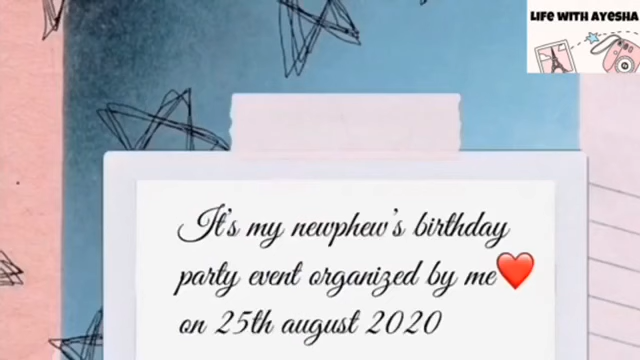 LIFE WITH AYESHA
It's my newphew's birthday
party event organized by me❤️
on 25th august 2020